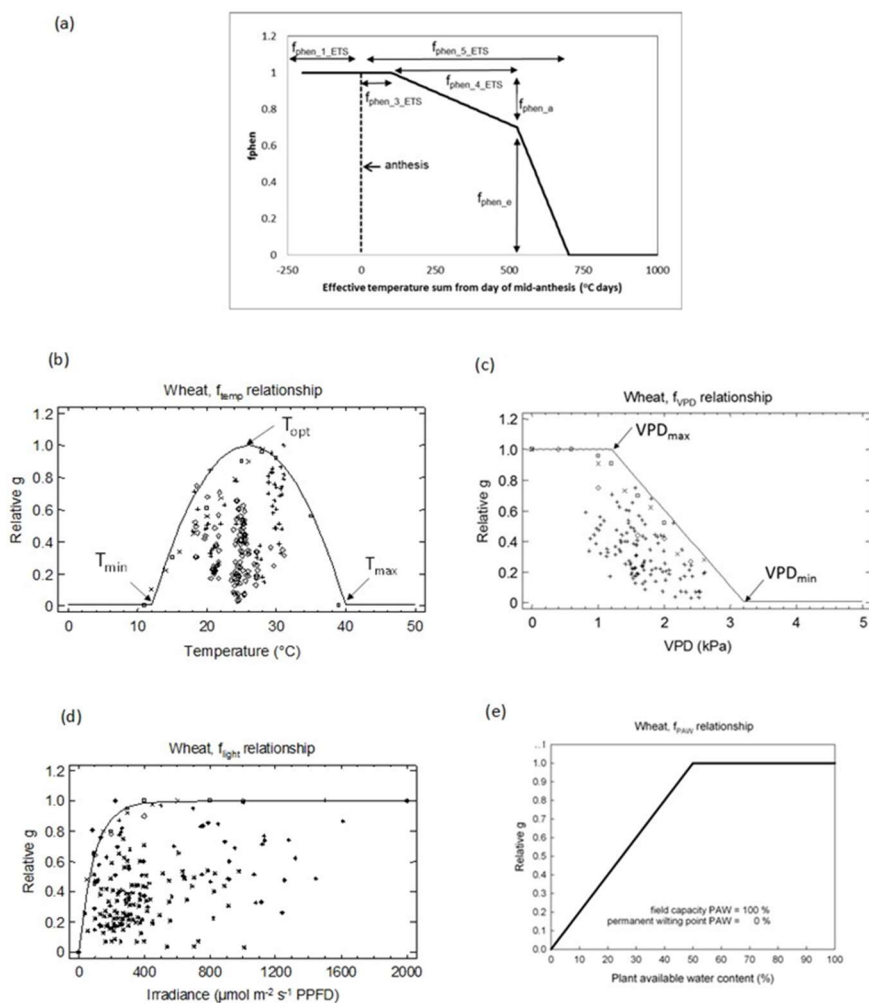 (a)
1.2
f_phen_1_ETS
f_phen_5_ETS
1
f_phen_4_ETS
f_phen_3_ETS
f_phen_a
0.8
0.6
fphen
anthesis
0.4
f_phen_e
0.2
0
-250 0 250 500 750 1000
Effective temperature sum from day of mid-anthesis (°C days)
(b)
Wheat, f_temp relationship
T_opt
1.0
0.8
0.6
0.4
0.2
0
Relative g
T_min
T_max
0 10 20 30 40 50
Temperature (°C)
(c)
Wheat, f_VPD relationship
VPD_max
1.0
0.8
0.6
0.4
0.2
0
Relative g
VPD_min
0 1 2 3 4 5
VPD (kPa)
(d)
Wheat, f_light relationship
1.0
0.8
0.6
0.4
0.2
0
Relative g
0 400 800 1200 1600 2000
Irradiance (µmol m⁻² s⁻¹ PPFD)
(e)
Wheat, f_PAW relationship
1.0
0.9
0.8
0.7
0.6
0.5
0.4
0.3
0.2
0.1
0.0
Relative g
field capacity PAW = 100 %
permanent wilting point PAW = 0 %
0 10 20 30 40 50 60 70 80 90 100
Plant available water content (%)